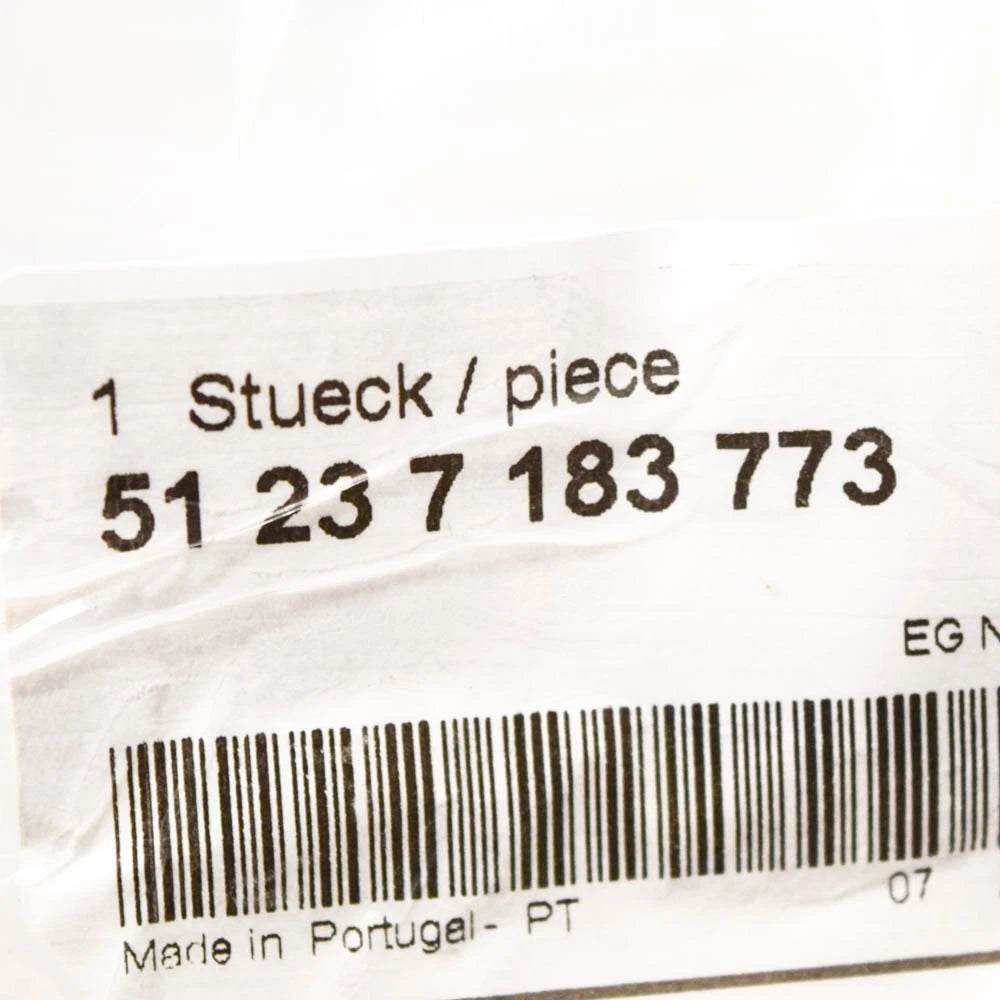 1 Stueck / piece
51 23 7 183 773
EG
Made in Portugal - PT 07